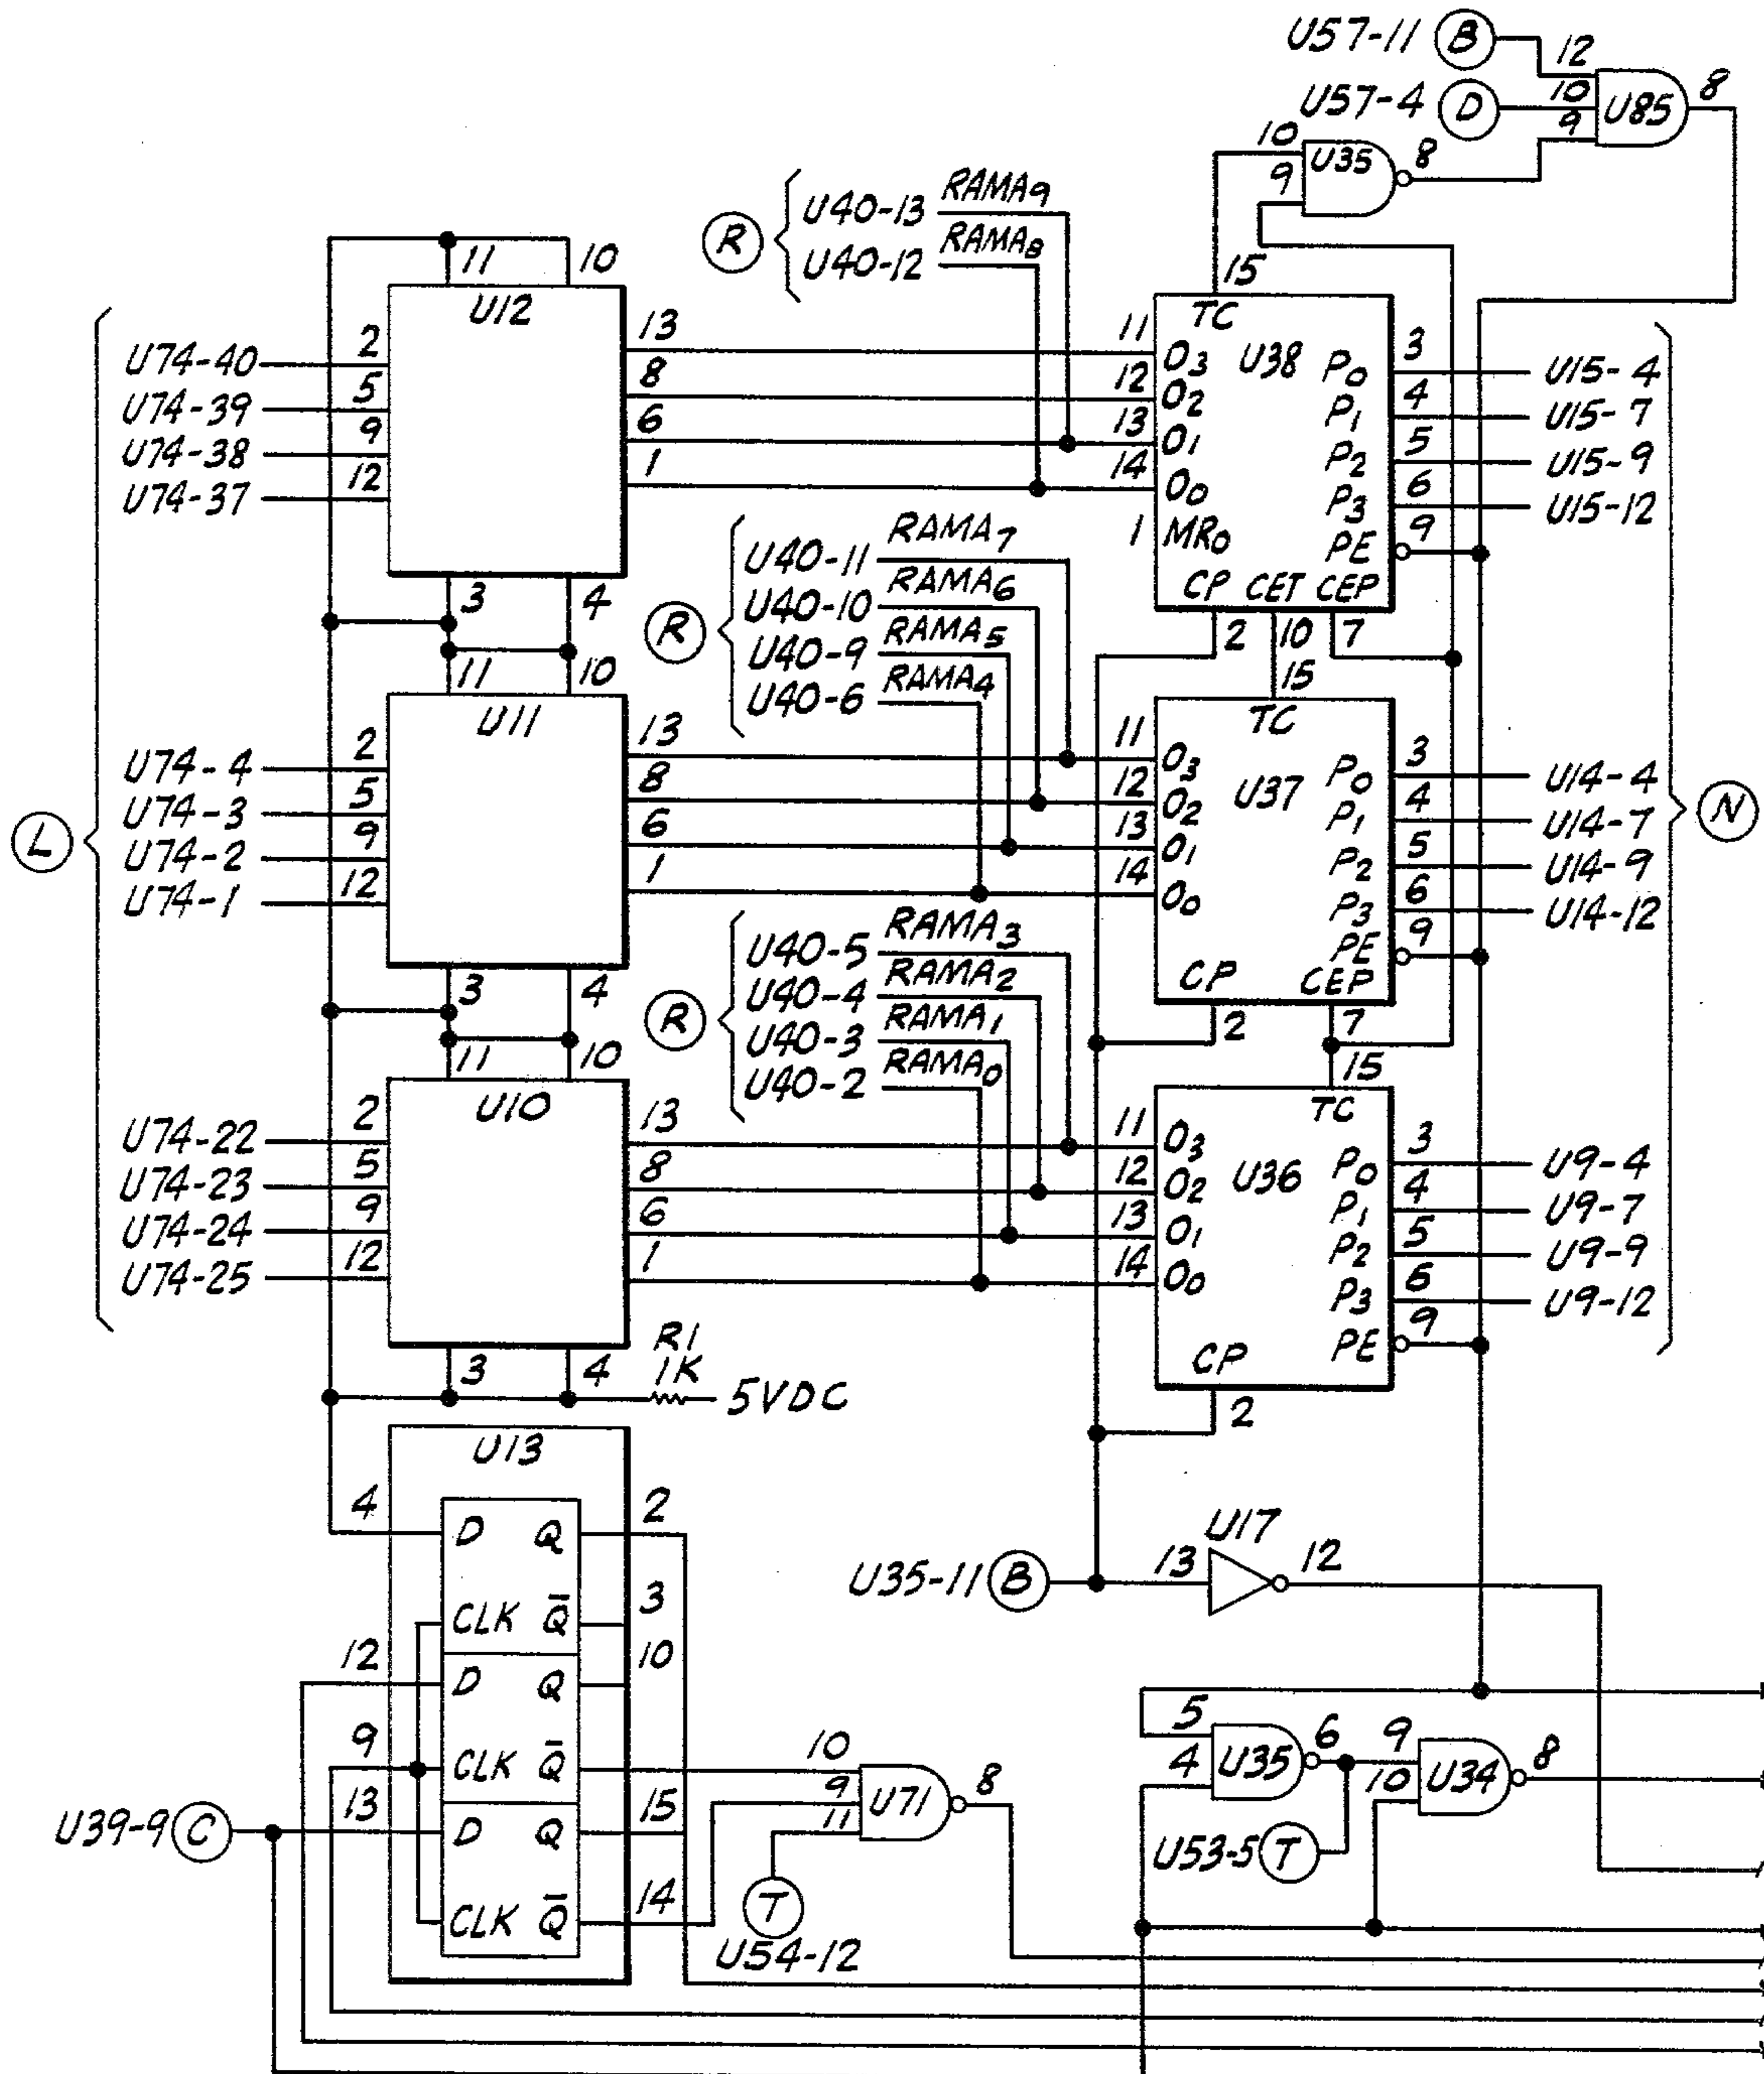 U57-11 B 12
U57-4 D 10 U85 8
9
10 U35 8
9
R U40-13 RAMA9
U40-12 RAMA8
11 10 15
U12 TC U38
U74-40 2 13 11 O3 P0 3 U15-4
U74-39 5 8 12 O2 P1 4 U15-7
U74-38 9 6 13 O1 P2 5 U15-9
U74-37 12 1 14 O0 P3 6 U15-12
1 MR0 PE 9
CP CET CEP
3 4 2 10 7
R U40-11 RAMA7
U40-10 RAMA6
U40-9 RAMA5
U40-6 RAMA4
11 10 15
U11 TC U37
U74-4 2 13 11 O3 P0 3 U14-4
U74-3 5 8 12 O2 P1 4 U14-7
U74-2 9 6 13 O1 P2 5 U14-9
U74-1 12 1 14 O0 P3 6 U14-12
L N
PE 9
CP CEP
3 4 2 7
R U40-5 RAMA3
U40-4 RAMA2
U40-3 RAMA1
U40-2 RAMA0
11 10 15
U10 TC U36
U74-22 2 13 11 O3 P0 3 U9-4
U74-23 5 8 12 O2 P1 4 U9-7
U74-24 9 6 13 O1 P2 5 U9-9
U74-25 12 1 14 O0 P3 6 U9-12
PE 9
CP
3 4 2
R1
1K
5VDC
U13
4 D Q 2
CLK Q̄ 3
12 D Q 10
9 CLK Q̄
U39-9 C 13 D Q 15
CLK Q̄ 14
U35-11 B 13 U17 12
10 9 11 U71 8
T
U54-12
5 4 U35 6
9 10 U34 8
U53-5 T